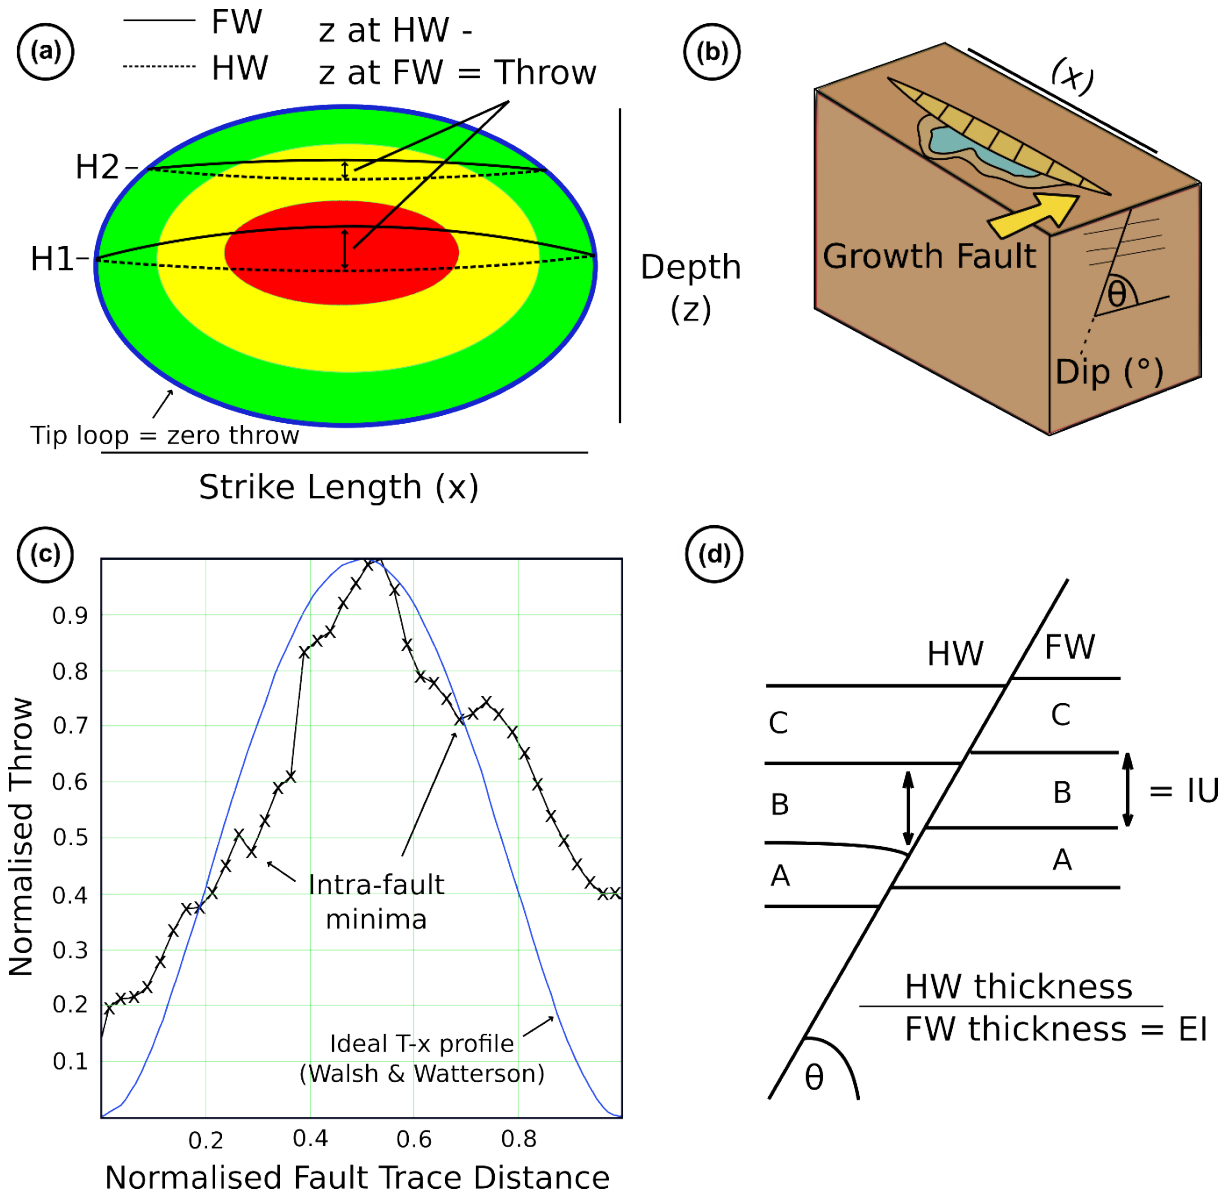 (a)
FW
HW
z at HW -
z at FW = Throw
H2
H1
Depth
(z)
Tip loop = zero throw
Strike Length (x)
(b)
(x)
Growth Fault
θ
Dip (°)
(c)
Normalised Throw
0.9
0.8
0.7
0.6
0.5
0.4
0.3
0.2
0.1
Intra-fault
minima
Ideal T-x profile
(Walsh & Watterson)
0.2
0.4
0.6
0.8
Normalised Fault Trace Distance
(d)
HW
FW
C
C
B
B
= IU
A
A
HW thickness
FW thickness = EI
θ